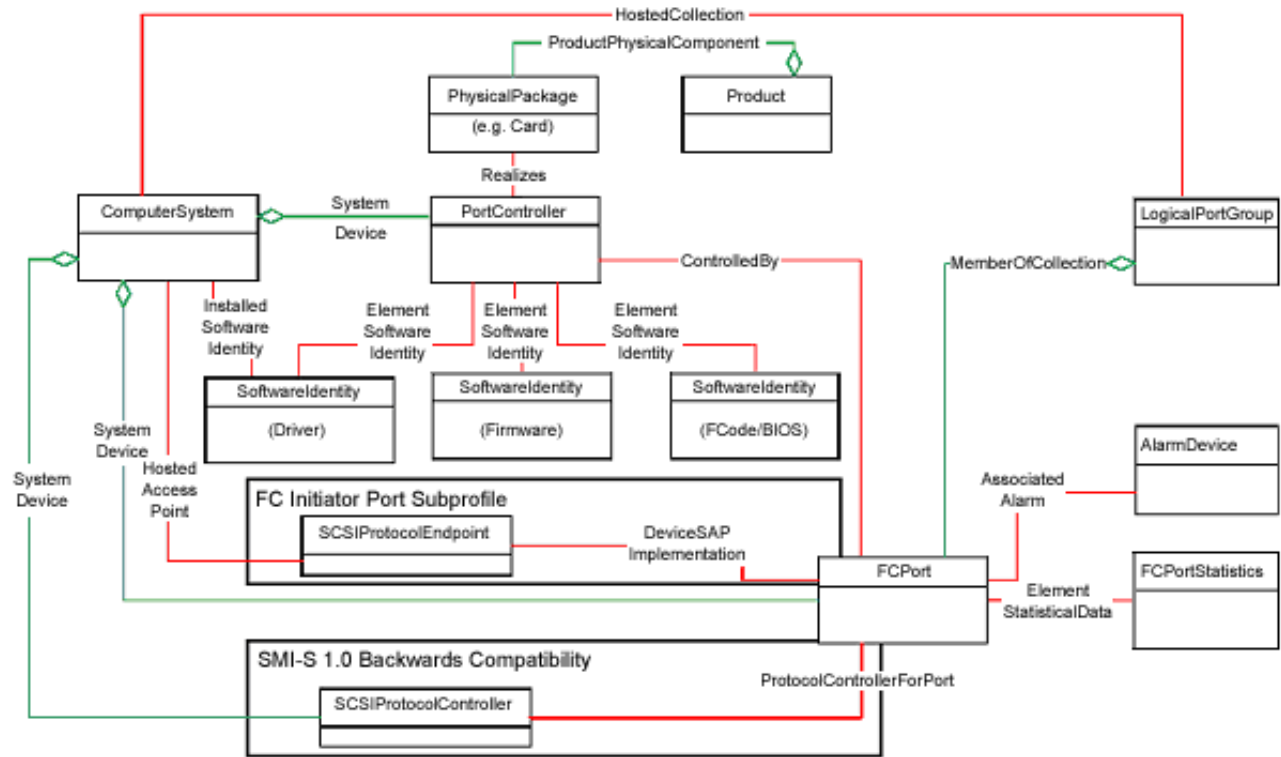 HostedCollection
ProductPhysicalComponent
PhysicalPackage
(e.g. Card)
Product
Realizes
ComputerSystem
System
Device
PortController
LogicalPortGroup
ControlledBy
MemberOfCollection
Installed
Software
Identity
Element
Software
Identity
Element
Software
Identity
Element
Software
Identity
SoftwareIdentity
(Driver)
SoftwareIdentity
(Firmware)
SoftwareIdentity
(FCode/BIOS)
System
Device
System
Device
Hosted
Access
Point
AlarmDevice
Associated
Alarm
FC Initiator Port Subprofile
SCSIProtocolEndpoint
DeviceSAP
Implementation
FCPort
FCPortStatistics
Element
StatisticalData
SMI-S 1.0 Backwards Compatibility
ProtocolControllerForPort
SCSIProtocolController